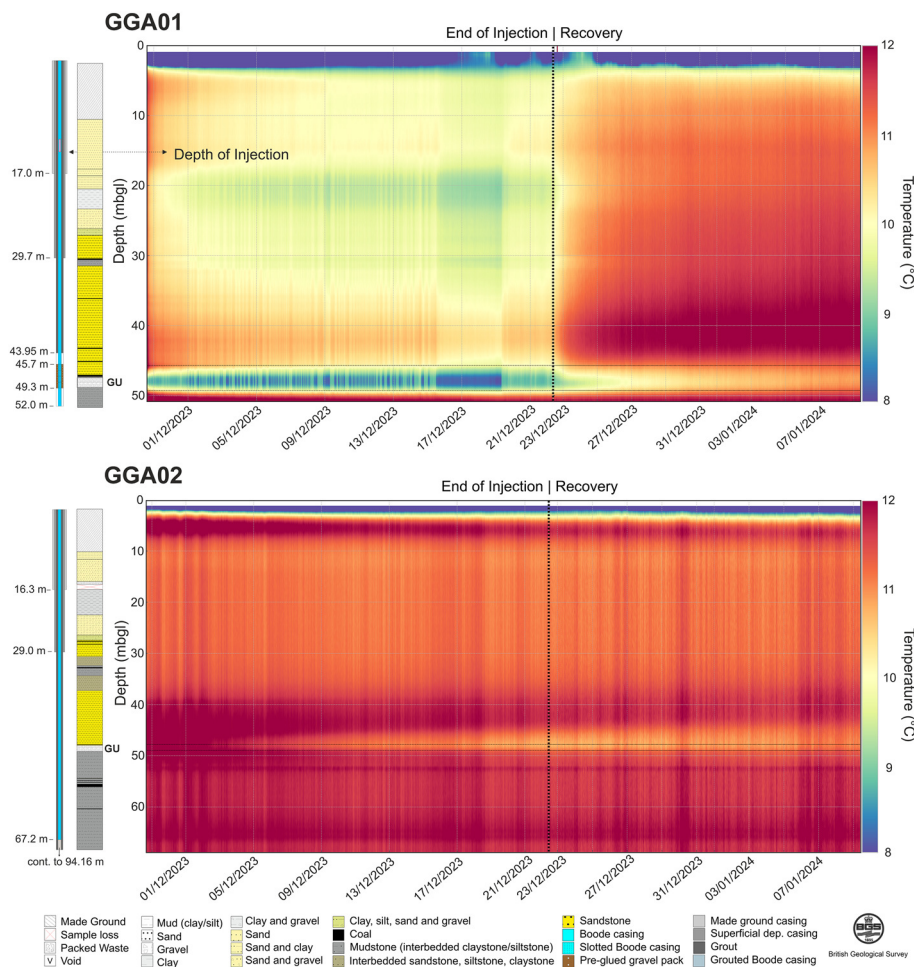 GGA01
End of Injection | Recovery
0
10
20
30
40
50
Depth (mbgl)
Depth of Injection
17.0 m
29.7 m
43.95 m
45.7 m
GU
49.3 m
52.0 m
01/12/2023
05/12/2023
09/12/2023
13/12/2023
17/12/2023
21/12/2023
23/12/2023
27/12/2023
31/12/2023
03/01/2024
07/01/2024
12
11
10
9
8
Temperature (°C)
GGA02
End of Injection | Recovery
0
10
20
30
40
50
60
Depth (mbgl)
16.3 m
29.0 m
GU
67.2 m
cont. to 94.16 m
01/12/2023
05/12/2023
09/12/2023
13/12/2023
17/12/2023
21/12/2023
23/12/2023
27/12/2023
31/12/2023
03/01/2024
07/01/2024
12
11
10
9
8
Temperature (°C)
Made Ground
Sample loss
Packed Waste
V Void
Mud (clay/silt)
Sand
Gravel
Clay
Clay and gravel
Sand
Sand and clay
Sand and gravel
Clay, silt, sand and gravel
Coal
Mudstone (interbedded claystone/siltstone)
Interbedded sandstone, siltstone, claystone
Sandstone
Boode casing
Slotted Boode casing
Pre-glued gravel pack
Made ground casing
Superficial dep. casing
Grout
Grouted Boode casing
BGS
British Geological Survey